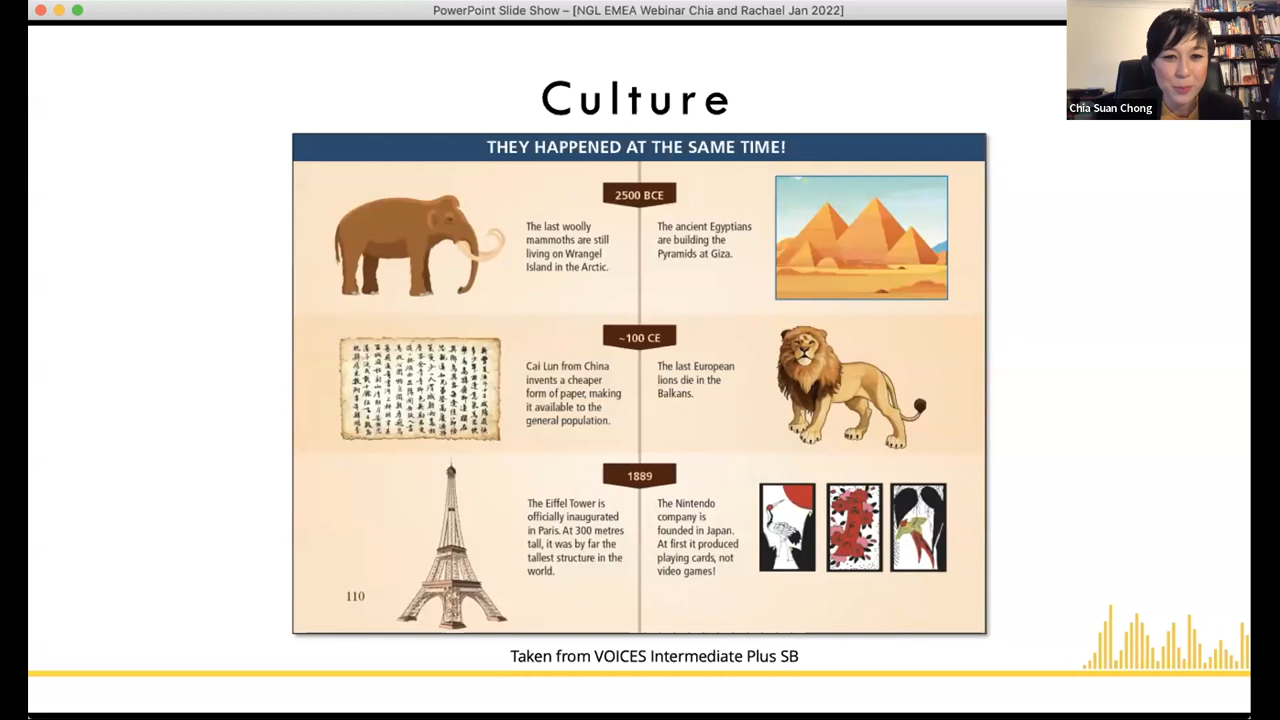 PowerPoint Slide Show – [NGL EMEA Webinar Chia and Rachael Jan 2022]
Chia Suan Chong
Culture
THEY HAPPENED AT THE SAME TIME!
2500 BCE
The last woolly
mammoths are still
living on Wrangel
Island in the Arctic.
The ancient Egyptians
are building the
Pyramids at Giza.
~100 CE
Cai Lun from China
invents a cheaper
form of paper, making
it available to the
general population.
The last European
lions die in the
Balkans.
1889
The Eiffel Tower is
officially inaugurated
in Paris. At 300 metres
tall, it was by far the
tallest structure in the
world.
The Nintendo
company is
founded in Japan.
At first it produced
playing cards, not
video games!
110
Taken from VOICES Intermediate Plus SB